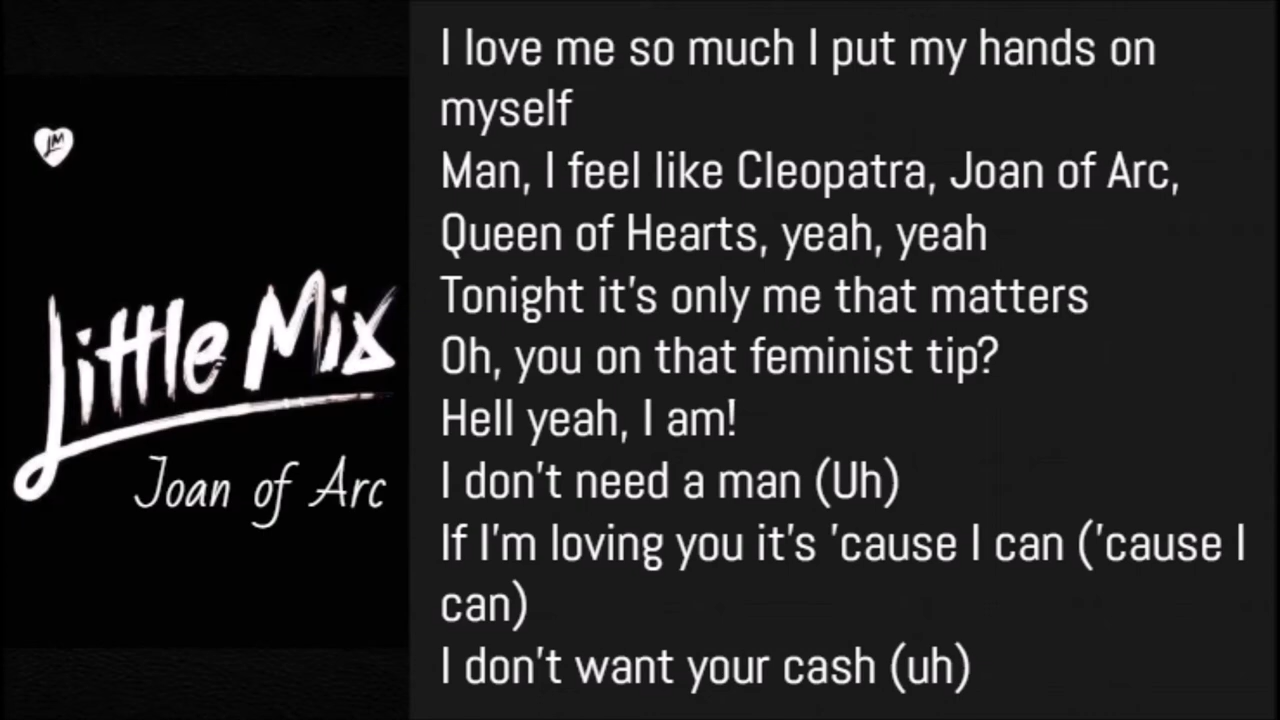 LM
Little Mix
Joan of Arc
I love me so much I put my hands on
myself
Man, I feel like Cleopatra, Joan of Arc,
Queen of Hearts, yeah, yeah
Tonight it's only me that matters
Oh, you on that feminist tip?
Hell yeah, I am!
I don't need a man (Uh)
If I'm loving you it's 'cause I can ('cause I
can)
I don't want your cash (uh)